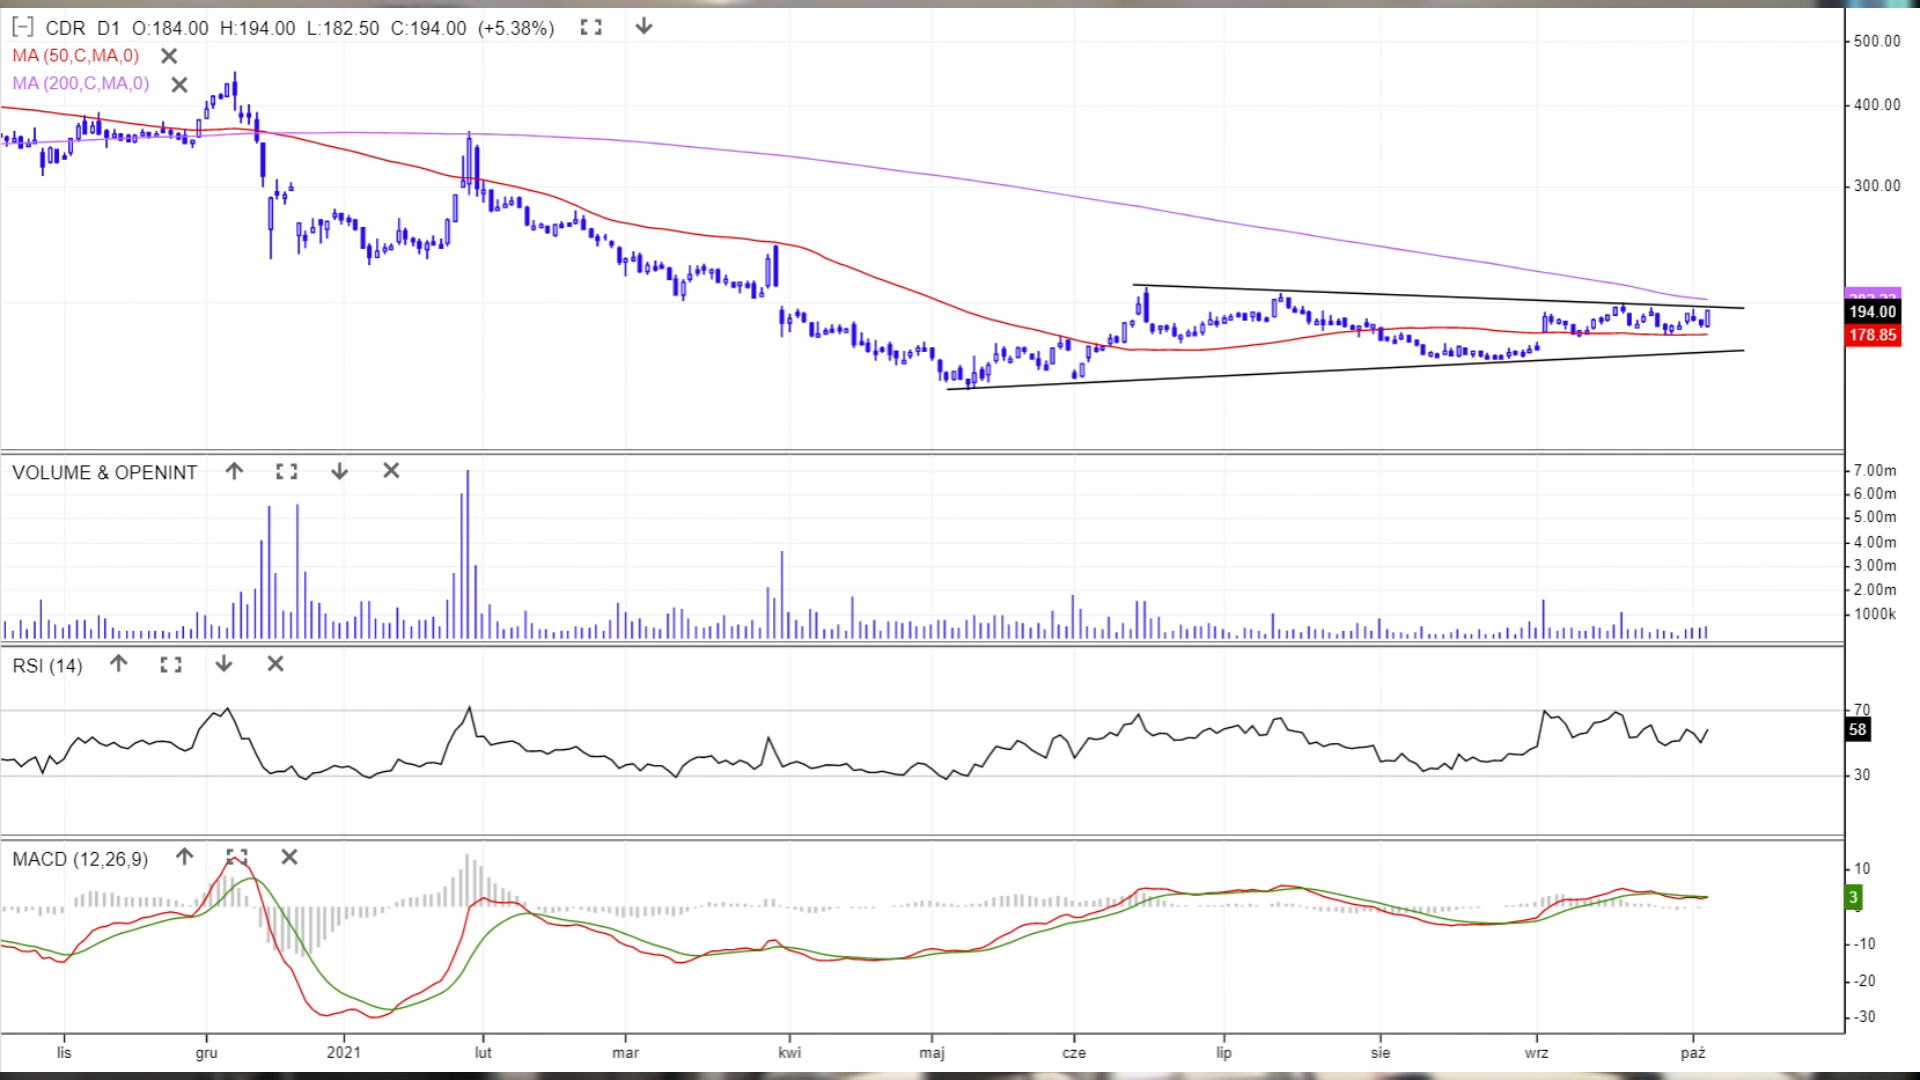 [-] CDR D1 O:184.00 H:194.00 L:182.50 C:194.00 (+5.38%)
MA (50,C,MA,0)
MA (200,C,MA,0)
500.00
400.00
300.00
194.00
178.85
VOLUME & OPENINT
7.00m
6.00m
5.00m
4.00m
3.00m
2.00m
1000k
RSI (14)
70
58
30
MACD (12,26,9)
10
3
-10
-20
-30
lis gru 2021 lut mar kwi maj cze lip sie wrz paź